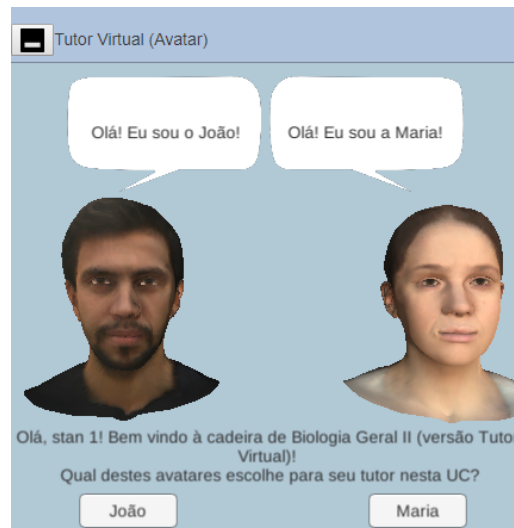 Tutor Virtual (Avatar)
Olá! Eu sou o João!
Olá! Eu sou a Maria!
Olá, stan 1! Bem vindo à cadeira de Biologia Geral II (versão Tuto
Virtual)!
Qual destes avatares escolhe para seu tutor nesta UC?
João
Maria